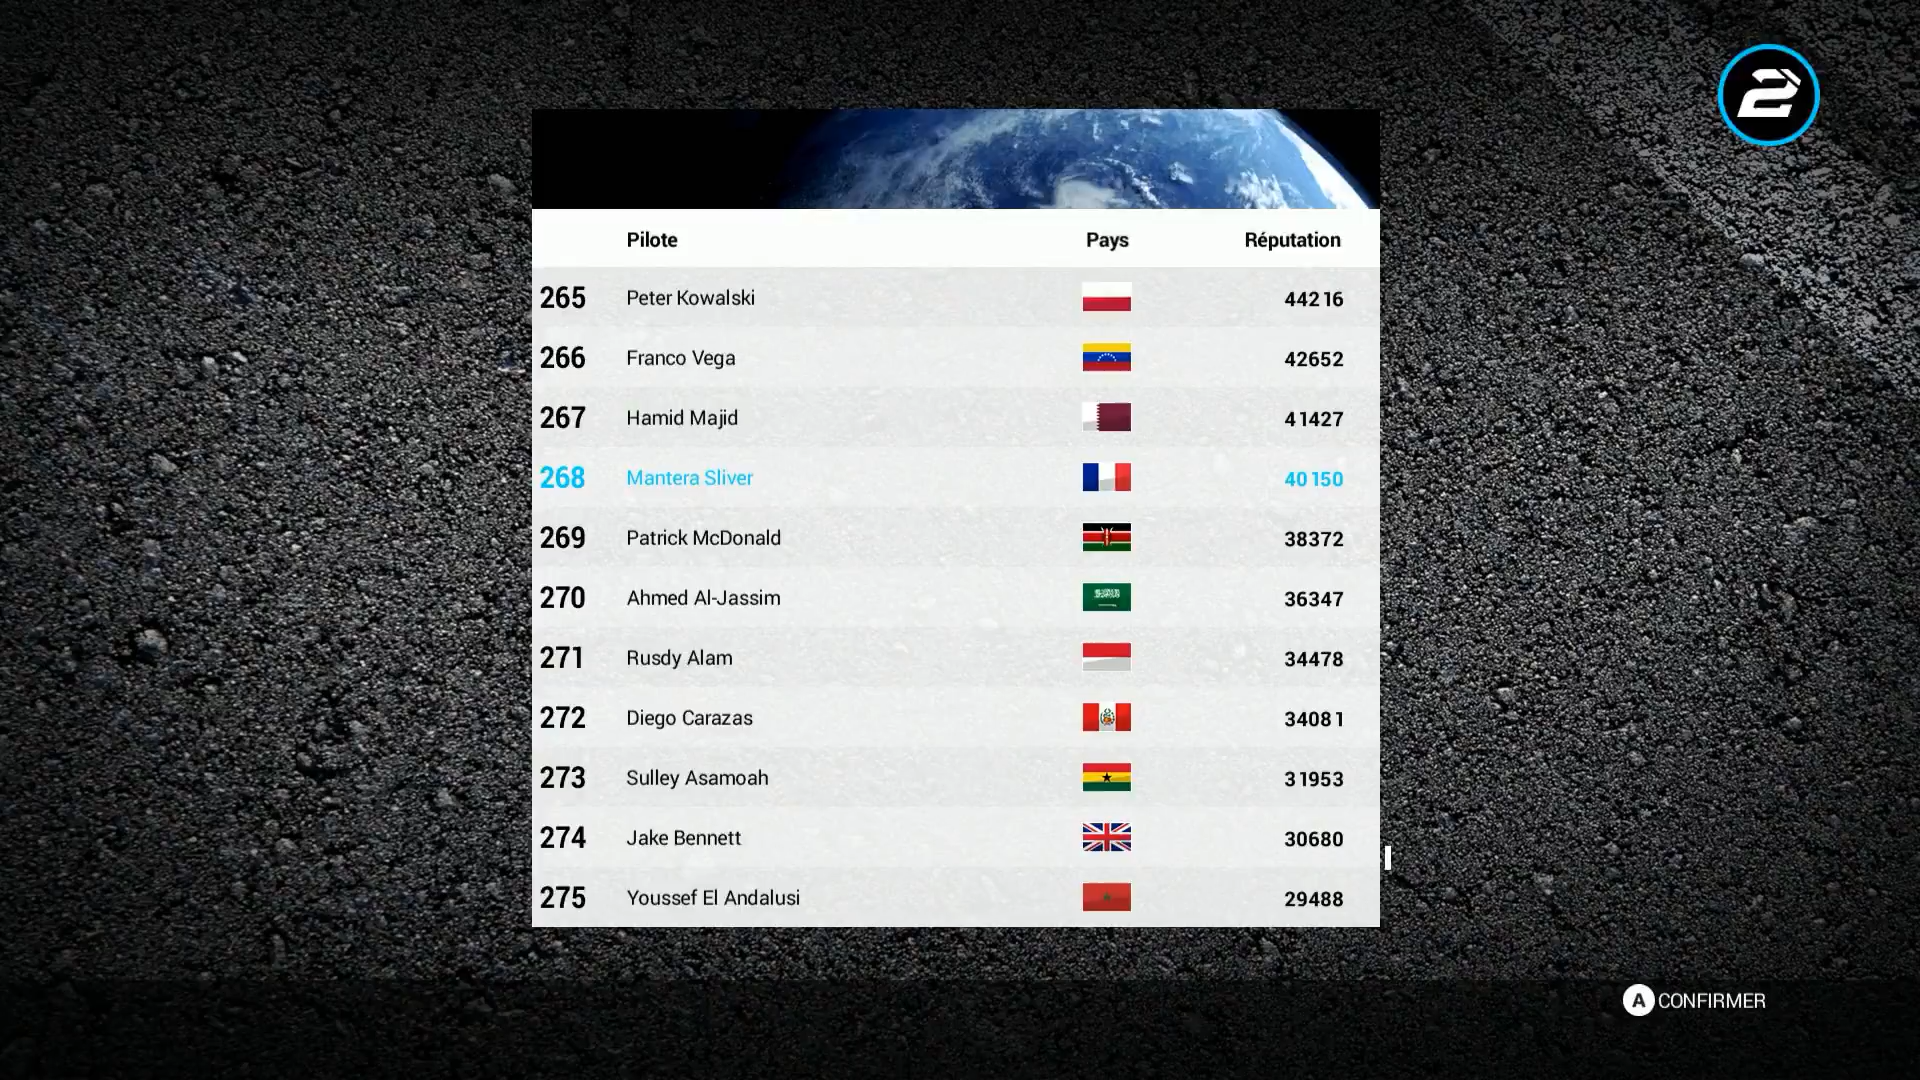 2
Pilote Pays Réputation
265 Peter Kowalski 44216
266 Franco Vega 42652
267 Hamid Majid 41427
268 Mantera Sliver 40150
269 Patrick McDonald 38372
270 Ahmed Al-Jassim 36347
271 Rusdy Alam 34478
272 Diego Carazas 34081
273 Sulley Asamoah 31953
274 Jake Bennett 30680
275 Youssef El Andalusi 29488
A CONFIRMER